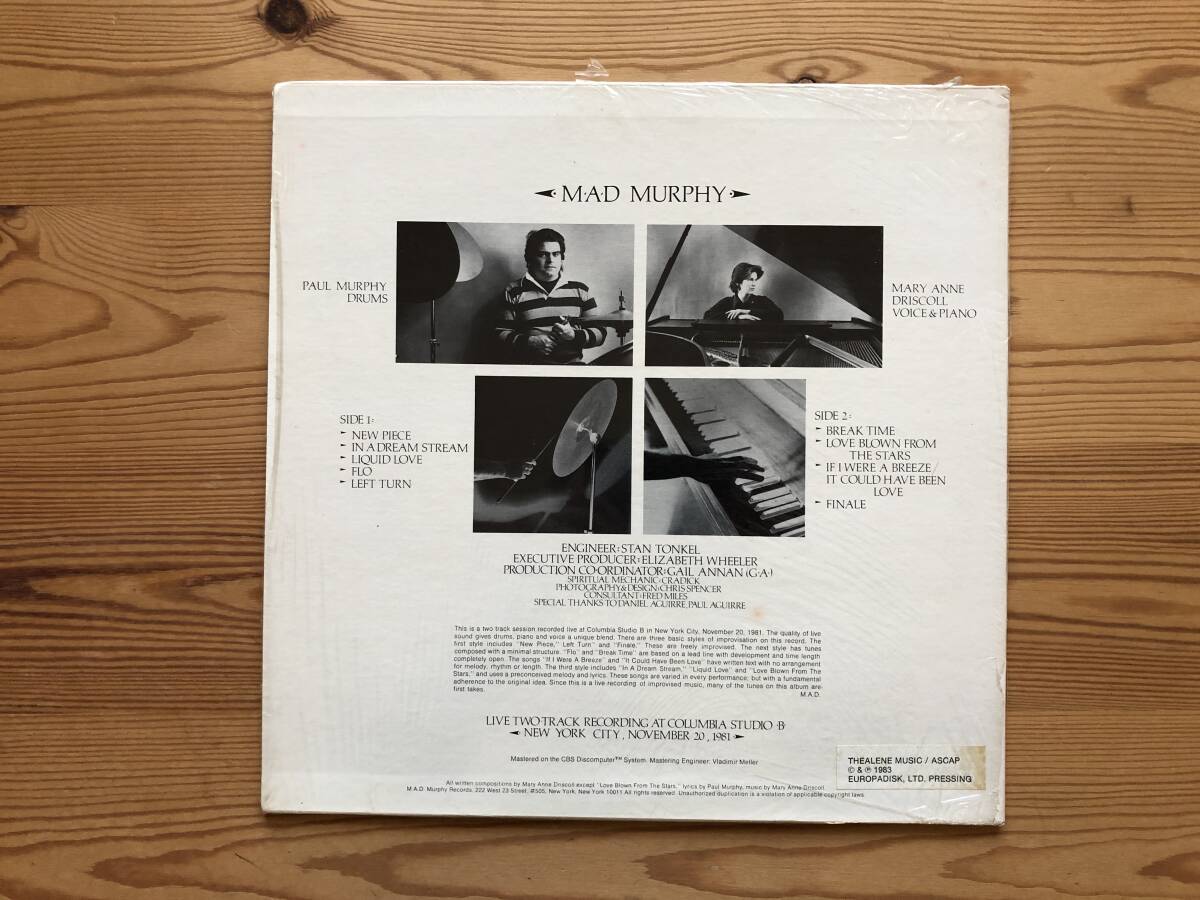 M·A·D MURPHY
PAUL MURPHY
DRUMS
MARY ANNE
DRISCOLL
VOICE & PIANO
SIDE 1:
NEW PIECE
IN A DREAM STREAM
LIQUID LOVE
FLO
LEFT TURN
SIDE 2:
BREAK TIME
LOVE BLOWN FROM
THE STARS
IF I WERE A BREEZE/
IT COULD HAVE BEEN
LOVE
FINALE
ENGINEER: STAN TONKEL
EXECUTIVE PRODUCER: ELIZABETH WHEELER
PRODUCTION CO-ORDINATOR: GAIL ANNAN (G·A·)
SPIRITUAL MECHANIC: CRADICK
PHOTOGRAPHY & DESIGN: CHRIS SPENCER
CONSULTANT: FRED MILES
SPECIAL THANKS TO DANIEL AGUIRRE, PAUL AGUIRRE
This is a two track session recorded live at Columbia Studio B in New York City, November 20, 1981. The quality of live
sound gives drums, piano and voice a unique blend. There are three basic styles of improvisation on this record. The
first style includes "New Piece," Left Turn" and "Finale." These are freely improvised. The next style has tunes
composed with a minimal structure. "Flo" and "Break Time" are based on a lead line with development and time length
completely open. The songs "If I Were A Breeze" and "It Could Have Been Love" have written text with no arrangement
for melody, rhythm or length. The third style includes "In A Dream Stream," "Liquid Love" and "Love Blown From The
Stars," and uses a preconceived melody and lyrics. These songs are varied in every performance; but with a fundamental
adherence to the original idea. Since this is a live recording of improvised music, many of the tunes on this album are
first takes.
M.A.D.
LIVE TWO-TRACK RECORDING AT COLUMBIA STUDIO ·B·
NEW YORK CITY, NOVEMBER 20, 1981
Mastered on the CBS Discomputer™ System. Mastering Engineer: Vladimir Meller
THEALENE MUSIC / ASCAP
© & ℗ 1983
EUROPADISK, LTD. PRESSING
All written compositions by Mary Anne Driscoll except "Love Blown From The Stars," lyrics by Paul Murphy, music by Mary Anne Driscoll.
M.A.D. Murphy Records, 222 West 23 Street, #505, New York, New York 10011 All rights reserved. Unauthorized duplication is a violation of applicable copyright laws.